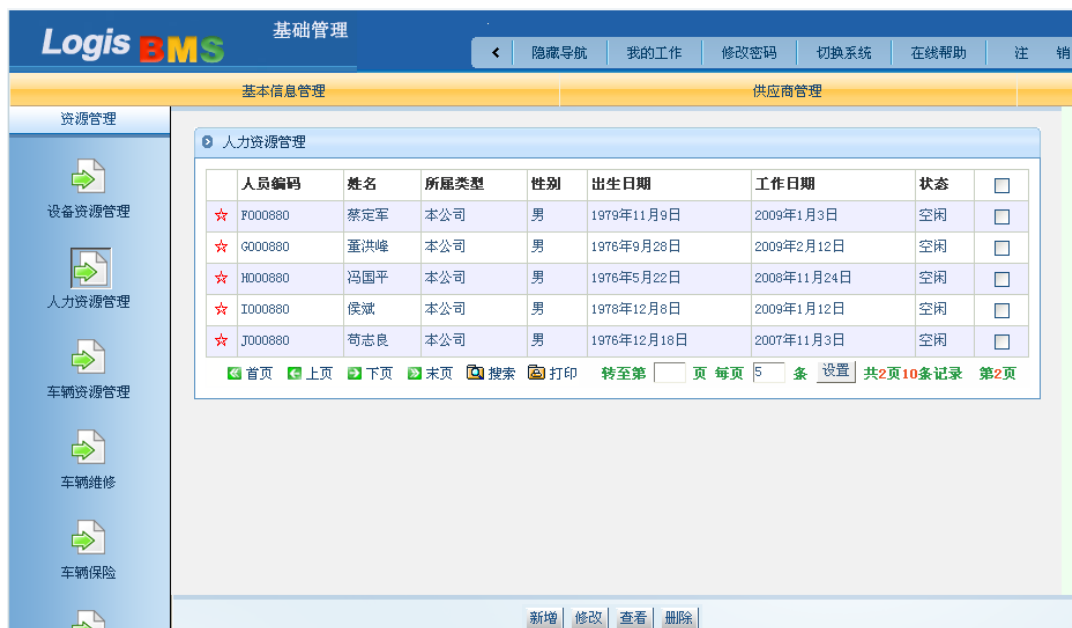 Logis BMS
基础管理
隐藏导航 我的工作 修改密码 切换系统 在线帮助 注 销
基本信息管理 供应商管理
资源管理
设备资源管理
人力资源管理
车辆资源管理
车辆维修
车辆保险
人力资源管理
人员编码 姓名 所属类型 性别 出生日期 工作日期 状态
F000880 蔡定军 本公司 男 1979年11月9日 2009年1月3日 空闲
G000880 董洪峰 本公司 男 1976年9月28日 2009年2月12日 空闲
H000880 冯国平 本公司 男 1976年5月22日 2008年11月24日 空闲
I000880 侯斌 本公司 男 1978年12月8日 2009年1月12日 空闲
J000880 苟志良 本公司 男 1976年12月18日 2007年11月3日 空闲
首页 上页 下页 末页 搜索 打印 转至第 页 每页 5 条 设置 共2页10条记录 第2页
新增 修改 查看 删除